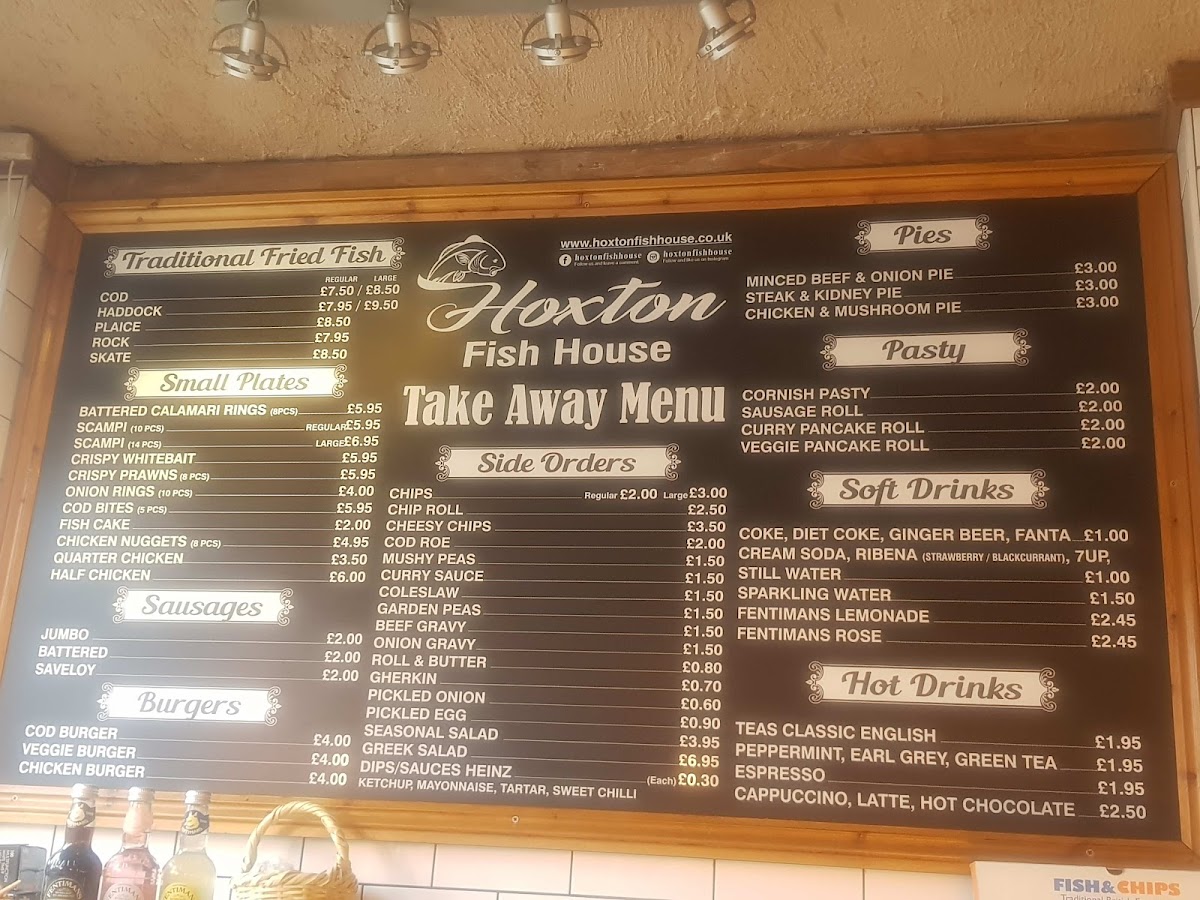 Traditional Fried Fish
REGULAR LARGE
COD £7.50 / £8.50
HADDOCK £7.95 / £9.50
PLAICE £8.50
ROCK £7.95
SKATE £8.50
Small Plates
BATTERED CALAMARI RINGS (8PCS) £5.95
SCAMPI (10 PCS) REGULAR £5.95
SCAMPI (14 PCS) LARGE £6.95
CRISPY WHITEBAIT £5.95
CRISPY PRAWNS (8 PCS) £5.95
ONION RINGS (10 PCS) £4.00
COD BITES (5 PCS) £5.95
FISH CAKE £2.00
CHICKEN NUGGETS (8 PCS) £4.95
QUARTER CHICKEN £3.50
HALF CHICKEN £6.00
Sausages
JUMBO £2.00
BATTERED £2.00
SAVELOY £2.00
Burgers
COD BURGER £4.00
VEGGIE BURGER £4.00
CHICKEN BURGER £4.00
www.hoxtonfishhouse.co.uk
hoxtonfishhouse hoxtonfishhouse
Follow us and leave a comment Follow and like us on Instagram
Hoxton
Fish House
Take Away Menu
Side Orders
CHIPS Regular £2.00 Large £3.00
CHIP ROLL £2.50
CHEESY CHIPS £3.50
COD ROE £2.00
MUSHY PEAS £1.50
CURRY SAUCE £1.50
COLESLAW £1.50
GARDEN PEAS £1.50
BEEF GRAVY £1.50
ONION GRAVY £1.50
ROLL & BUTTER £0.80
GHERKIN £0.70
PICKLED ONION £0.60
PICKLED EGG £0.90
SEASONAL SALAD £3.95
GREEK SALAD £6.95
DIPS/SAUCES HEINZ (Each) £0.30
KETCHUP, MAYONNAISE, TARTAR, SWEET CHILLI
Pies
MINCED BEEF & ONION PIE £3.00
STEAK & KIDNEY PIE £3.00
CHICKEN & MUSHROOM PIE £3.00
Pasty
CORNISH PASTY £2.00
SAUSAGE ROLL £2.00
CURRY PANCAKE ROLL £2.00
VEGGIE PANCAKE ROLL £2.00
Soft Drinks
COKE, DIET COKE, GINGER BEER, FANTA £1.00
CREAM SODA, RIBENA (STRAWBERRY / BLACKCURRANT), 7UP,
STILL WATER £1.00
SPARKLING WATER £1.50
FENTIMANS LEMONADE £2.45
FENTIMANS ROSE £2.45
Hot Drinks
TEAS CLASSIC ENGLISH £1.95
PEPPERMINT, EARL GREY, GREEN TEA £1.95
ESPRESSO £1.95
CAPPUCCINO, LATTE, HOT CHOCOLATE £2.50
FENTIMANS
FENTIMANS
FENTIMANS
FISH&CHIPS